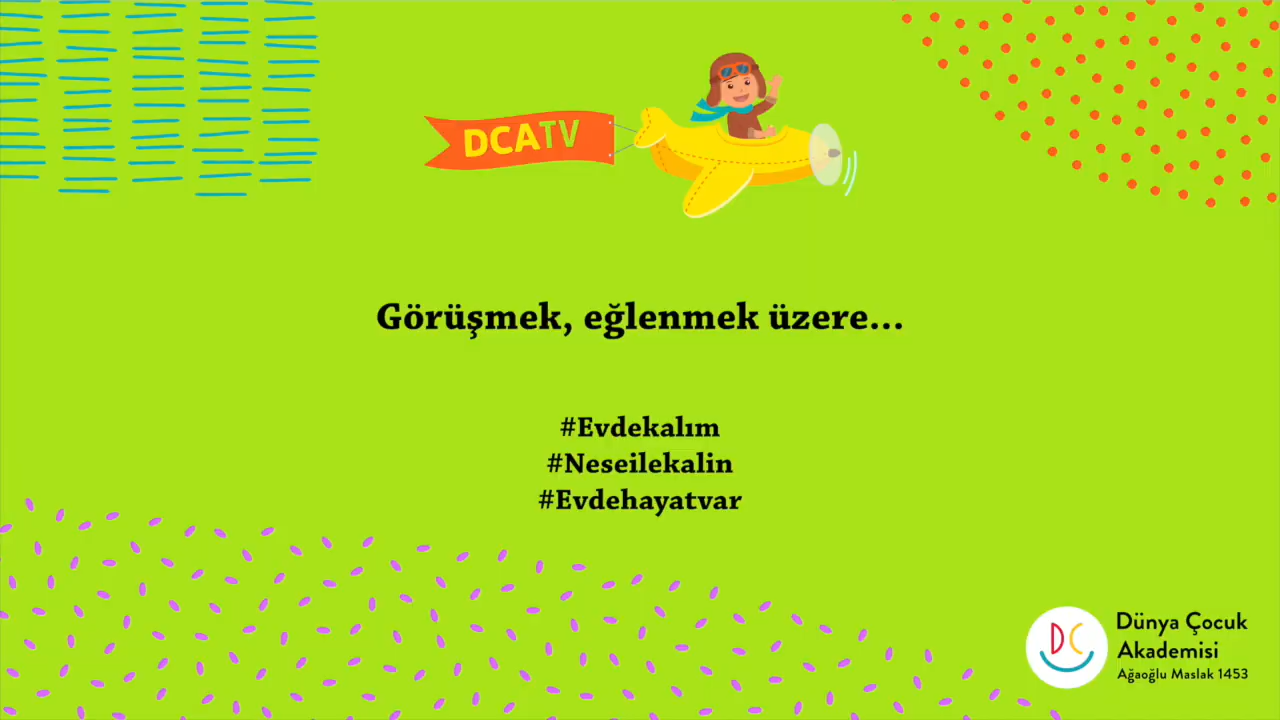 DCATV
Görüşmek, eğlenmek üzere...
#Evdekalım
#Neseilekalin
#Evdehayatvar
DC
Dünya Çocuk
Akademisi
Ağaoğlu Maslak 1453